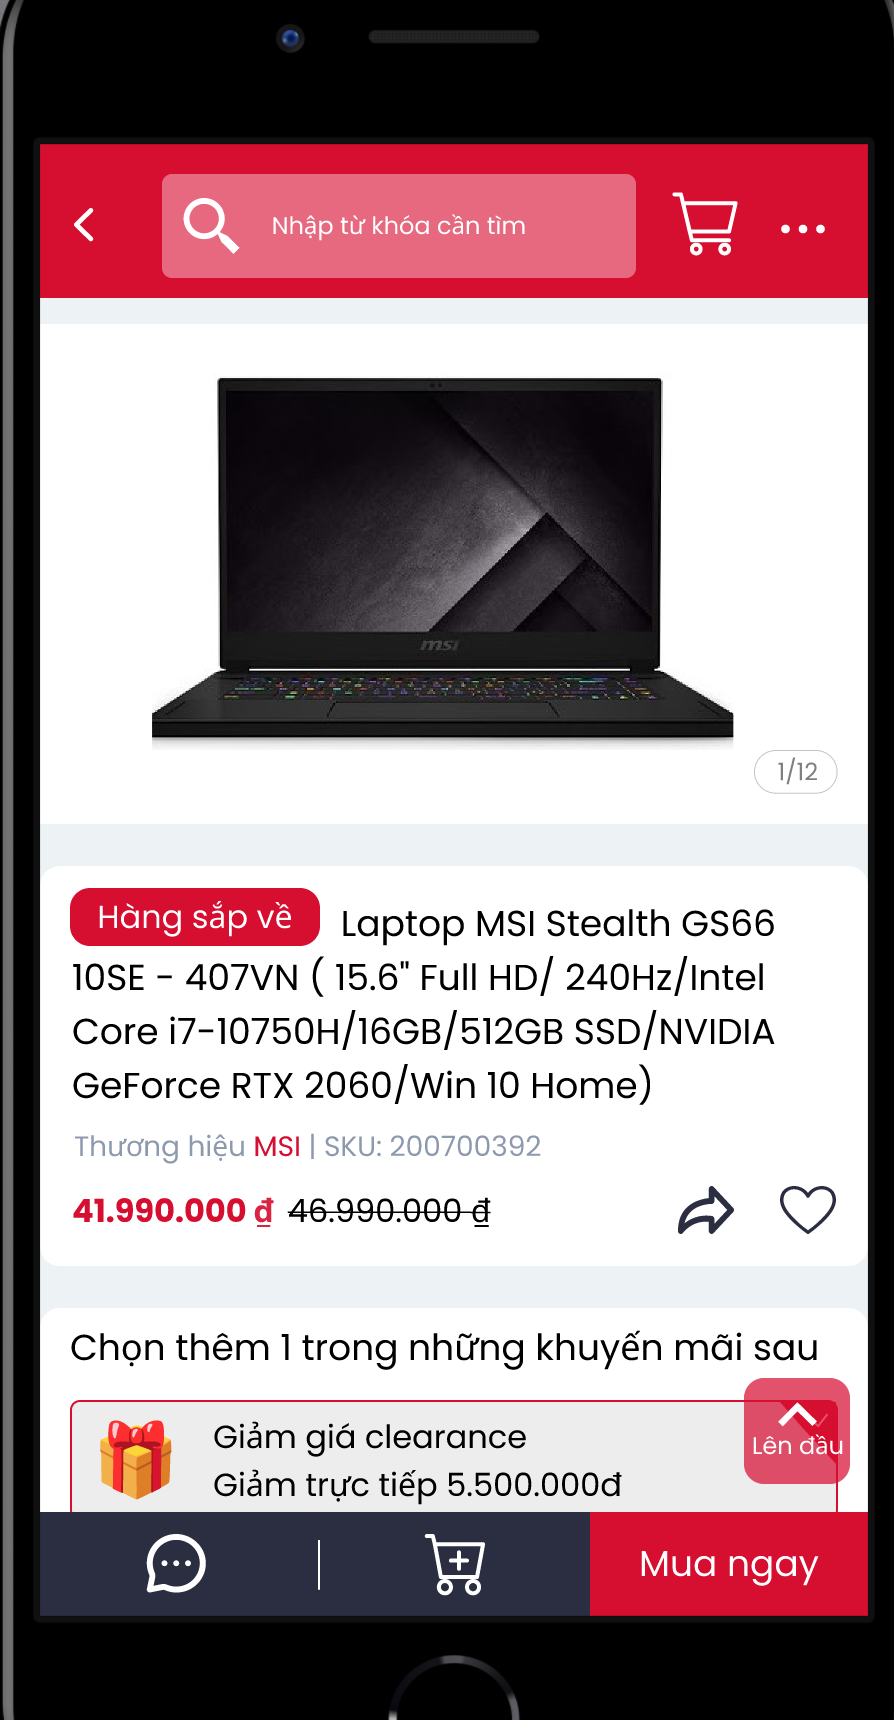 Nhập từ khóa cần tìm
msi
1/12
Hàng sắp về Laptop MSI Stealth GS66
10SE - 407VN ( 15.6" Full HD/ 240Hz/Intel
Core i7-10750H/16GB/512GB SSD/NVIDIA
GeForce RTX 2060/Win 10 Home)
Thương hiệu MSI | SKU: 200700392
41.990.000 ₫ 46.990.000 ₫
Chọn thêm 1 trong những khuyến mãi sau
Giảm giá clearance
Giảm trực tiếp 5.500.000đ
Lên đầu
Mua ngay